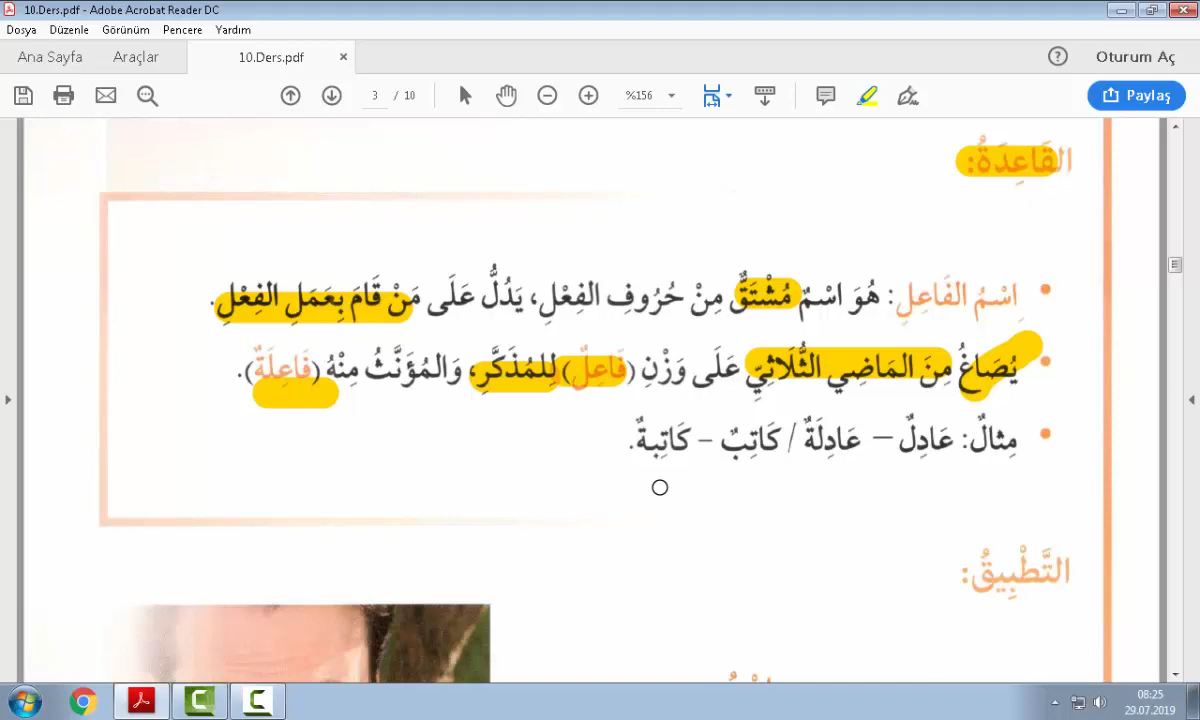 10.Ders.pdf - Adobe Acrobat Reader DC
Dosya Düzenle Görünüm Pencere Yardım
Ana Sayfa Araçlar 10.Ders.pdf × Oturum Aç
3 / 10 %156 Paylaş
القَاعِدَةُ:
اِسْمُ الفَاعِلِ: هُوَ اسْمٌ مُشْتَقٌّ مِنْ حُرُوفِ الفِعْلِ، يَدُلُّ عَلَى مَنْ قَامَ بِعَمَلِ الفِعْلِ.
يُصَاغُ مِنَ المَاضِي الثُّلَاثِيِّ عَلَى وَزْنِ (فَاعِلٌ) لِلمُذَكَّرِ، وَالمُؤَنَّثُ مِنْهُ (فَاعِلَةٌ).
مِثالٌ: عَادِلٌ – عَادِلَةٌ / كَاتِبٌ – كَاتِبةٌ.
التَّطْبِيقُ:
08:25
29.07.2019